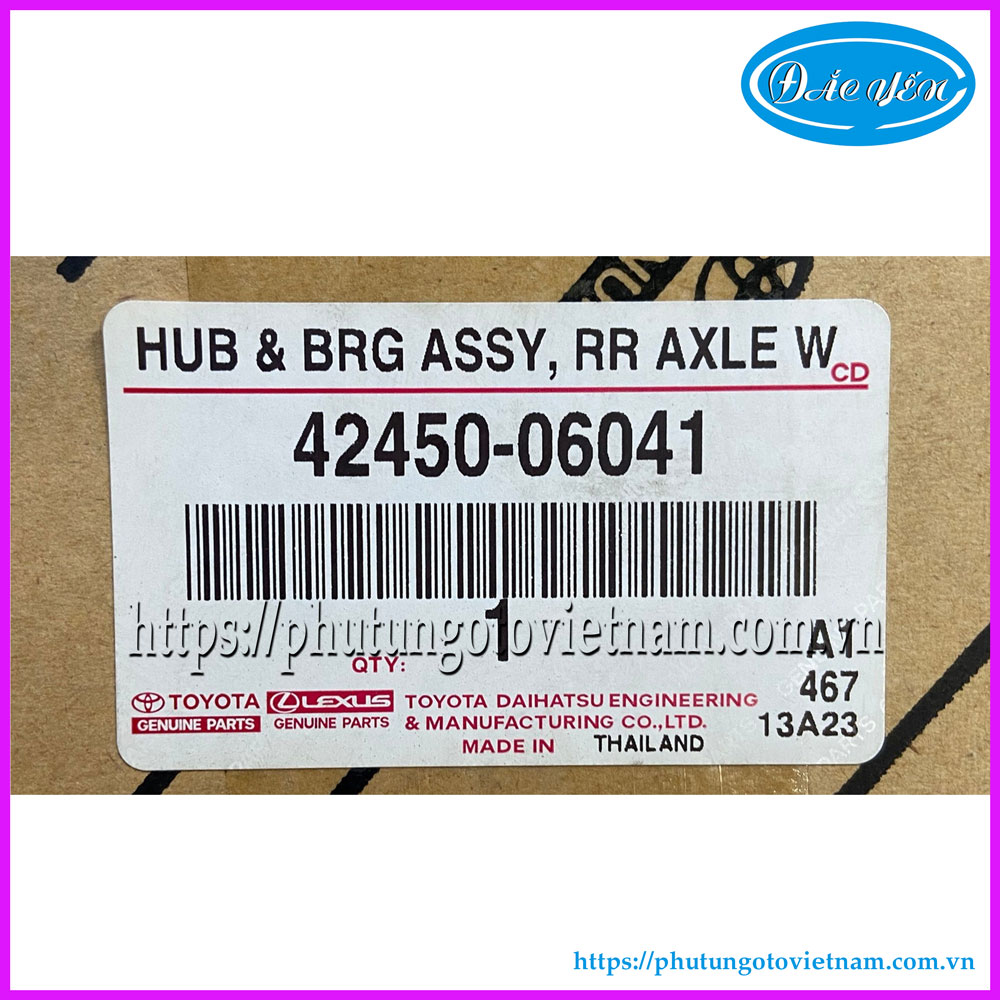 ĐẮC YẾN
HUB & BRG ASSY, RR AXLE W
CD
42450-06041
https://phutungotovietnam.com.vn
1
QTY:
A1
467
13A23
TOYOTA
GENUINE PARTS
LEXUS
GENUINE PARTS
TOYOTA DAIHATSU ENGINEERING
& MANUFACTURING CO.,LTD.
MADE IN THAILAND
https://phutungotovietnam.com.vn